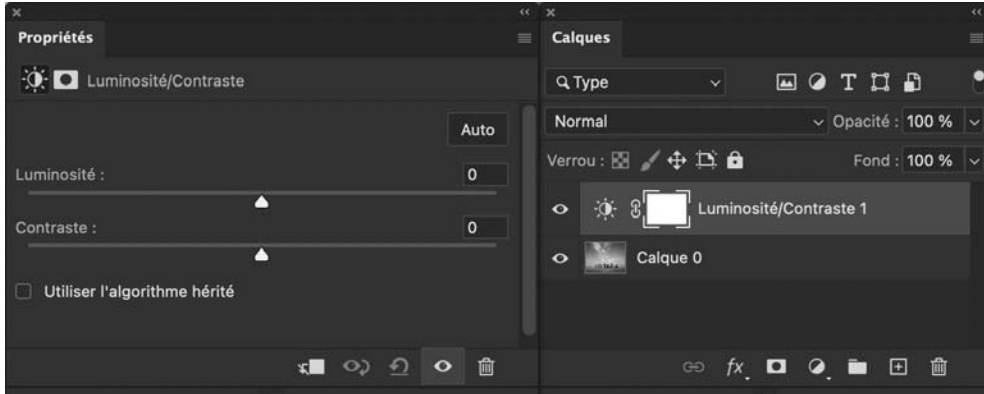 Propriétés
Luminosité/Contraste
Auto
Luminosité : 0
Contraste : 0
Utiliser l'algorithme hérité
Calques
Type
Normal Opacité : 100 %
Verrou : Fond : 100 %
Luminosité/Contraste 1
Calque 0
fx